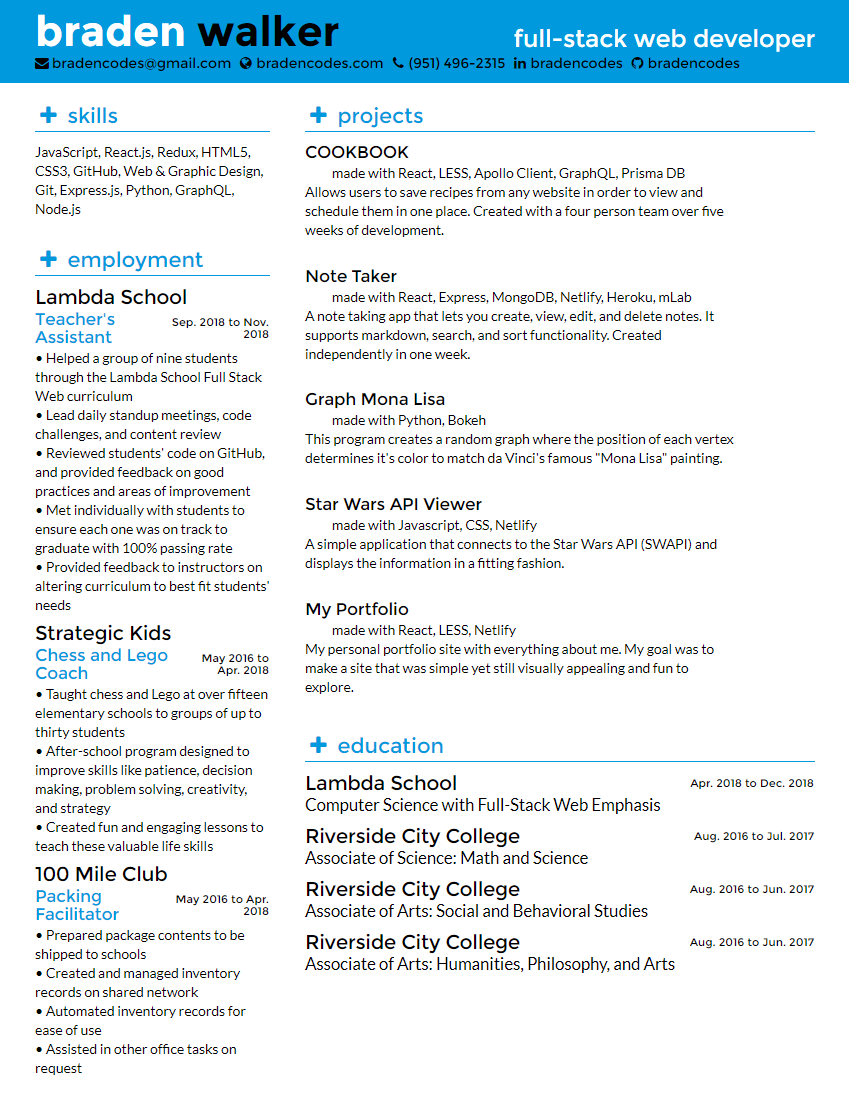 braden walker
full-stack web developer
bradencodes@gmail.com bradencodes.com (951) 496-2315 bradencodes bradencodes
skills
JavaScript, React.js, Redux, HTML5,
CSS3, GitHub, Web & Graphic Design,
Git, Express.js, Python, GraphQL,
Node.js
employment
Lambda School
Teacher's
Assistant
Sep. 2018 to Nov.
2018
• Helped a group of nine students
through the Lambda School Full Stack
Web curriculum
• Lead daily standup meetings, code
challenges, and content review
• Reviewed students' code on GitHub,
and provided feedback on good
practices and areas of improvement
• Met individually with students to
ensure each one was on track to
graduate with 100% passing rate
• Provided feedback to instructors on
altering curriculum to best fit students'
needs
Strategic Kids
Chess and Lego
Coach
May 2016 to
Apr. 2018
• Taught chess and Lego at over fifteen
elementary schools to groups of up to
thirty students
• After-school program designed to
improve skills like patience, decision
making, problem solving, creativity,
and strategy
• Created fun and engaging lessons to
teach these valuable life skills
100 Mile Club
Packing
Facilitator
May 2016 to Apr.
2018
• Prepared package contents to be
shipped to schools
• Created and managed inventory
records on shared network
• Automated inventory records for
ease of use
• Assisted in other office tasks on
request
projects
COOKBOOK
made with React, LESS, Apollo Client, GraphQL, Prisma DB
Allows users to save recipes from any website in order to view and
schedule them in one place. Created with a four person team over five
weeks of development.
Note Taker
made with React, Express, MongoDB, Netlify, Heroku, mLab
A note taking app that lets you create, view, edit, and delete notes. It
supports markdown, search, and sort functionality. Created
independently in one week.
Graph Mona Lisa
made with Python, Bokeh
This program creates a random graph where the position of each vertex
determines it's color to match da Vinci's famous "Mona Lisa" painting.
Star Wars API Viewer
made with Javascript, CSS, Netlify
A simple application that connects to the Star Wars API (SWAPI) and
displays the information in a fitting fashion.
My Portfolio
made with React, LESS, Netlify
My personal portfolio site with everything about me. My goal was to
make a site that was simple yet still visually appealing and fun to
explore.
education
Lambda School
Apr. 2018 to Dec. 2018
Computer Science with Full-Stack Web Emphasis
Riverside City College
Aug. 2016 to Jul. 2017
Associate of Science: Math and Science
Riverside City College
Aug. 2016 to Jun. 2017
Associate of Arts: Social and Behavioral Studies
Riverside City College
Aug. 2016 to Jun. 2017
Associate of Arts: Humanities, Philosophy, and Arts